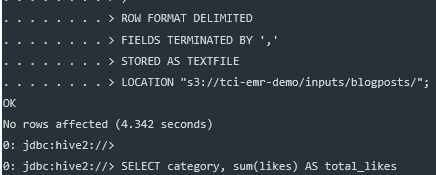 . . . . . . . . > ROW FORMAT DELIMITED
. . . . . . . . > FIELDS TERMINATED BY ','
. . . . . . . . > STORED AS TEXTFILE
. . . . . . . . > LOCATION "s3://tci-emr-demo/inputs/blogposts/";
OK
No rows affected (4.342 seconds)
0: jdbc:hive2://>
0: jdbc:hive2://> SELECT category, sum(likes) AS total_likes